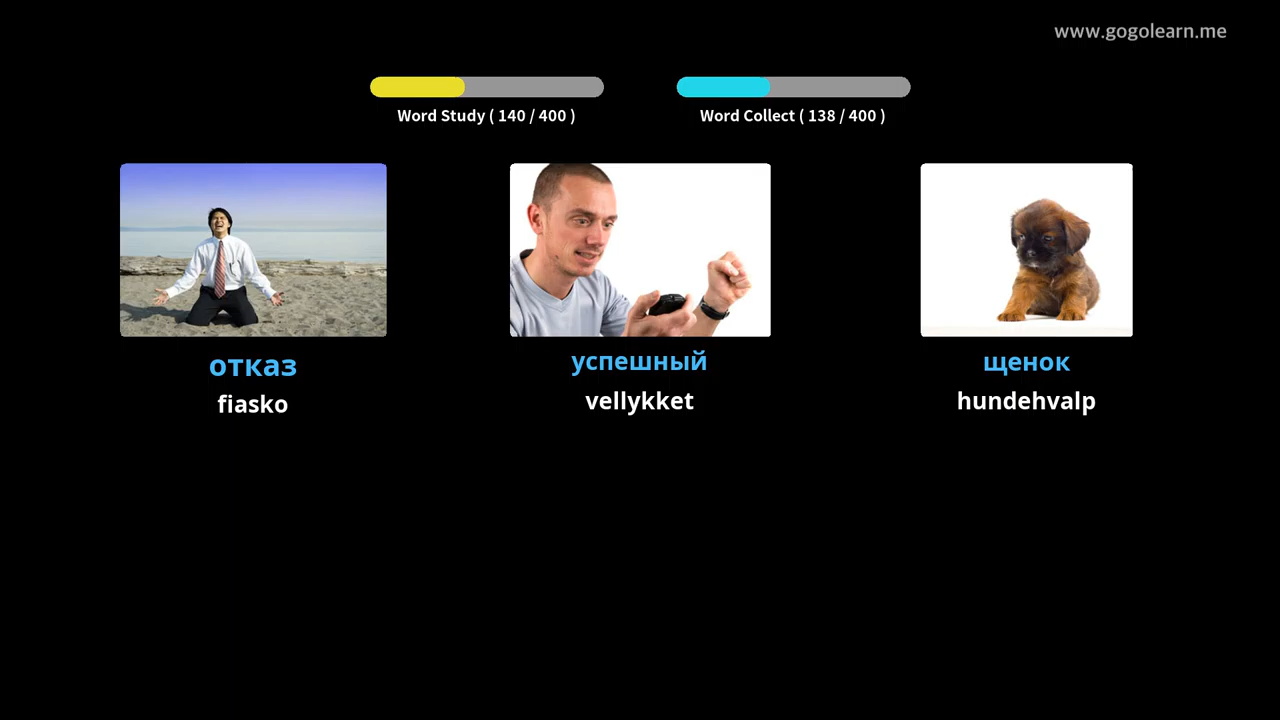 www.gogolearn.me
Word Study ( 140 / 400 )
Word Collect ( 138 / 400 )
отказ
fiasko
успешный
vellykket
щенок
hundehvalp